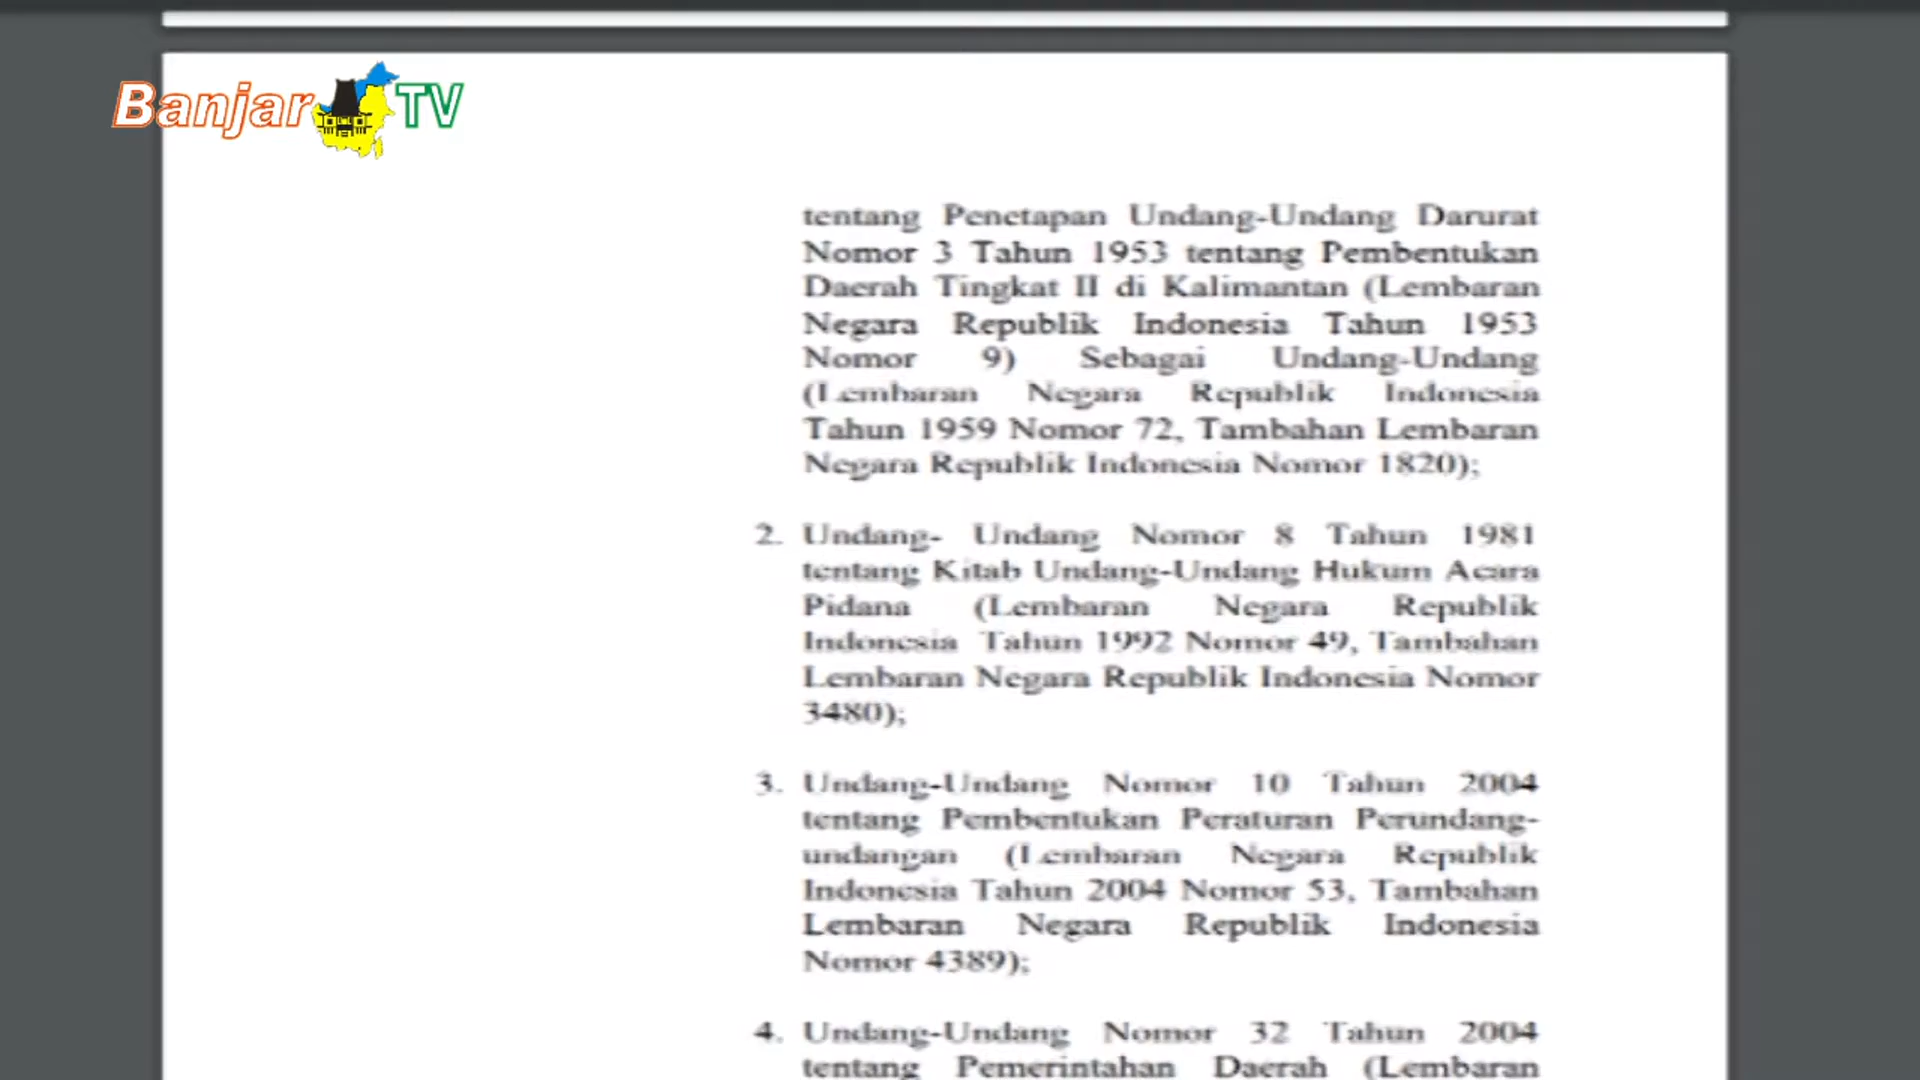 Banjar TV
tentang Penetapan Undang-Undang Darurat
Nomor 3 Tahun 1953 tentang Pembentukan
Daerah Tingkat II di Kalimantan (Lembaran
Negara Republik Indonesia Tahun 1953
Nomor 9) Sebagai Undang-Undang
(Lembaran Negara Republik Indonesia
Tahun 1959 Nomor 72, Tambahan Lembaran
Negara Republik Indonesia Nomor 1820);
2. Undang- Undang Nomor 8 Tahun 1981
tentang Kitab Undang-Undang Hukum Acara
Pidana (Lembaran Negara Republik
Indonesia Tahun 1992 Nomor 49, Tambahan
Lembaran Negara Republik Indonesia Nomor
3480);
3. Undang-Undang Nomor 10 Tahun 2004
tentang Pembentukan Peraturan Perundang-
undangan (Lembaran Negara Republik
Indonesia Tahun 2004 Nomor 53, Tambahan
Lembaran Negara Republik Indonesia
Nomor 4389);
4. Undang-Undang Nomor 32 Tahun 2004
tentang Pemerintahan Daerah (Lembaran